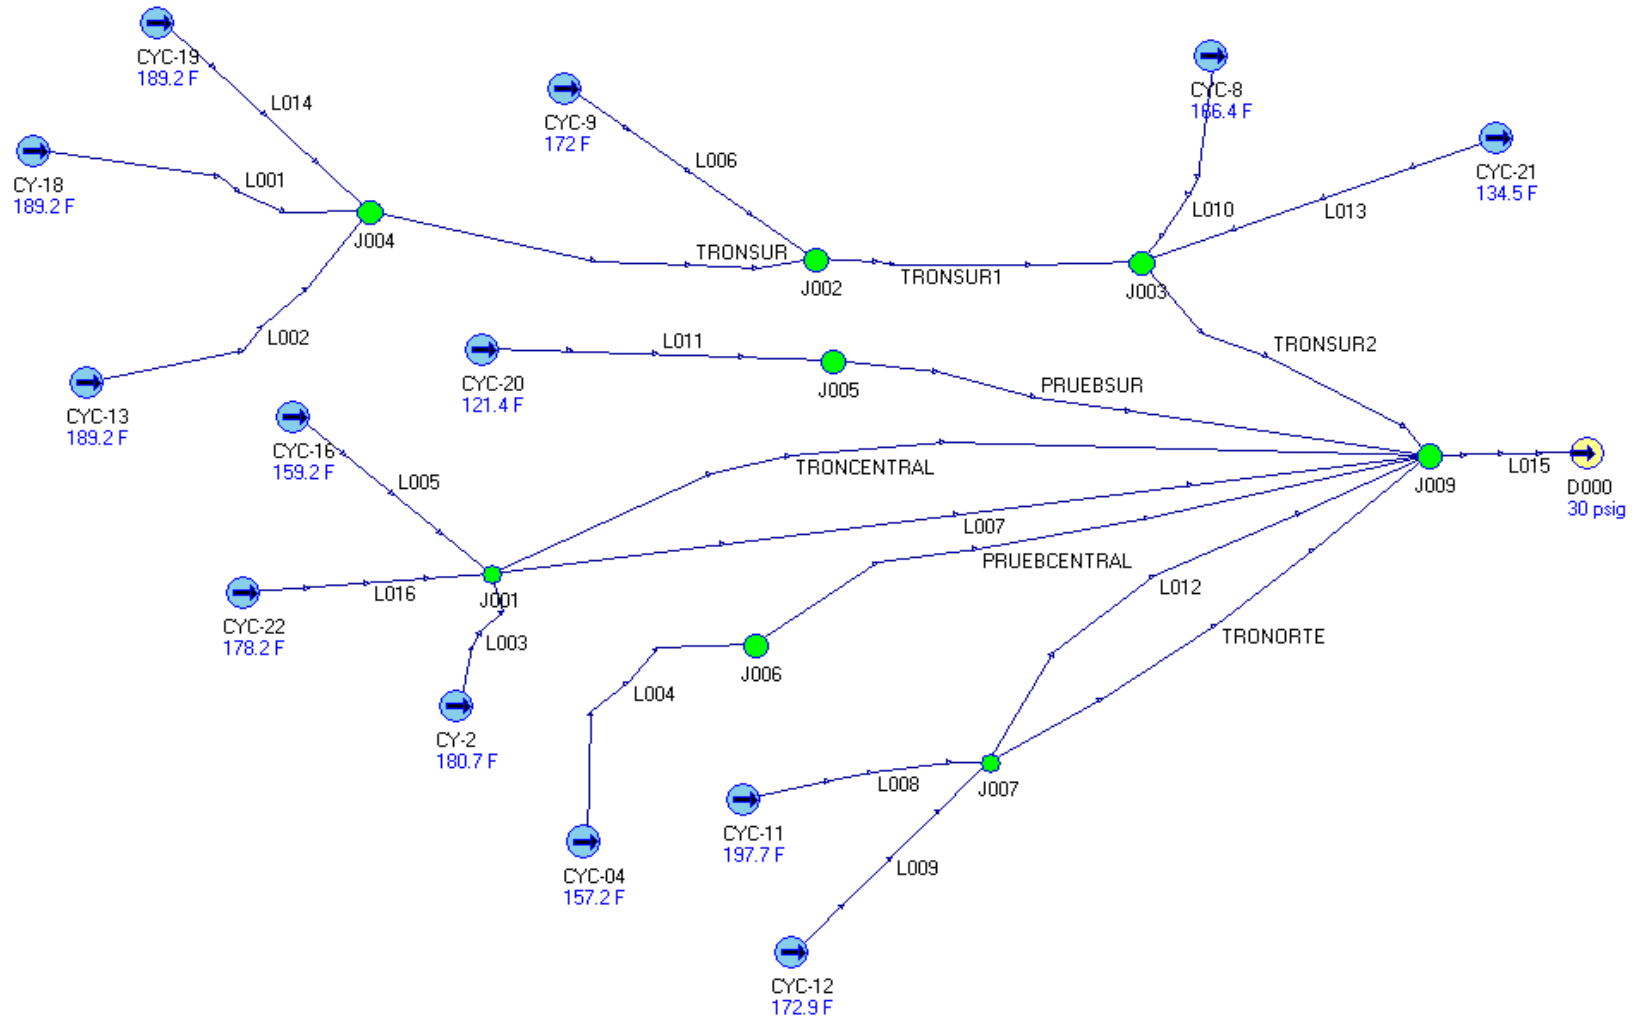 CYC-19
189.2 F
L014
CYC-9
172 F
CYC-8
166.4 F
CY-18
189.2 F
L001
L006
CYC-21
134.5 F
L010
L013
J004
TRONSUR
J002
TRONSUR1
J003
L002
CYC-13
189.2 F
L011
CYC-20
121.4 F
J005
TRONSUR2
PRUEBSUR
CYC-16
159.2 F
L005
TRONCENTRAL
J009
L015
D000
30 psig
L007
PRUEBCENTRAL
L016
J001
CYC-22
178.2 F
L003
L012
TRONORTE
J006
L004
CY-2
180.7 F
L008
J007
CYC-11
197.7 F
CYC-04
157.2 F
L009
CYC-12
172.9 F